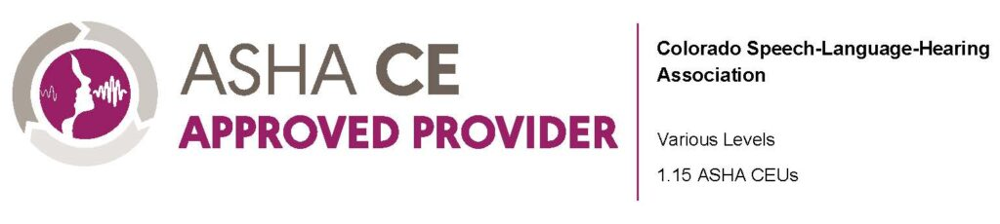 ASHA CE
APPROVED PROVIDER
Colorado Speech-Language-Hearing
Association
Various Levels
1.15 ASHA CEUs